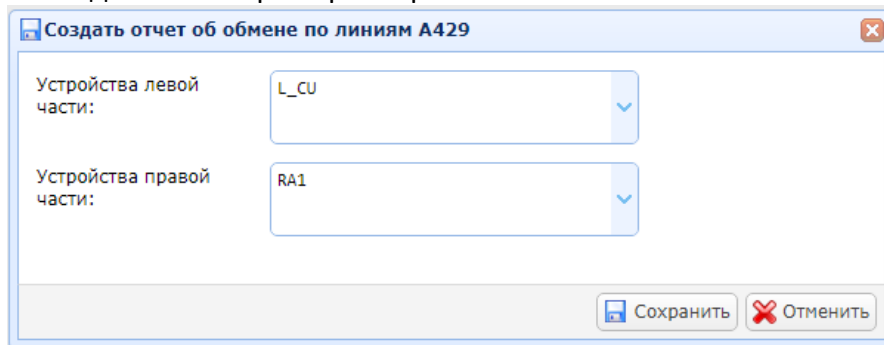 Создать отчет об обмене по линиям А429
Устройства левой
части:
L_CU
Устройства правой
части:
RA1
Сохранить
Отменить